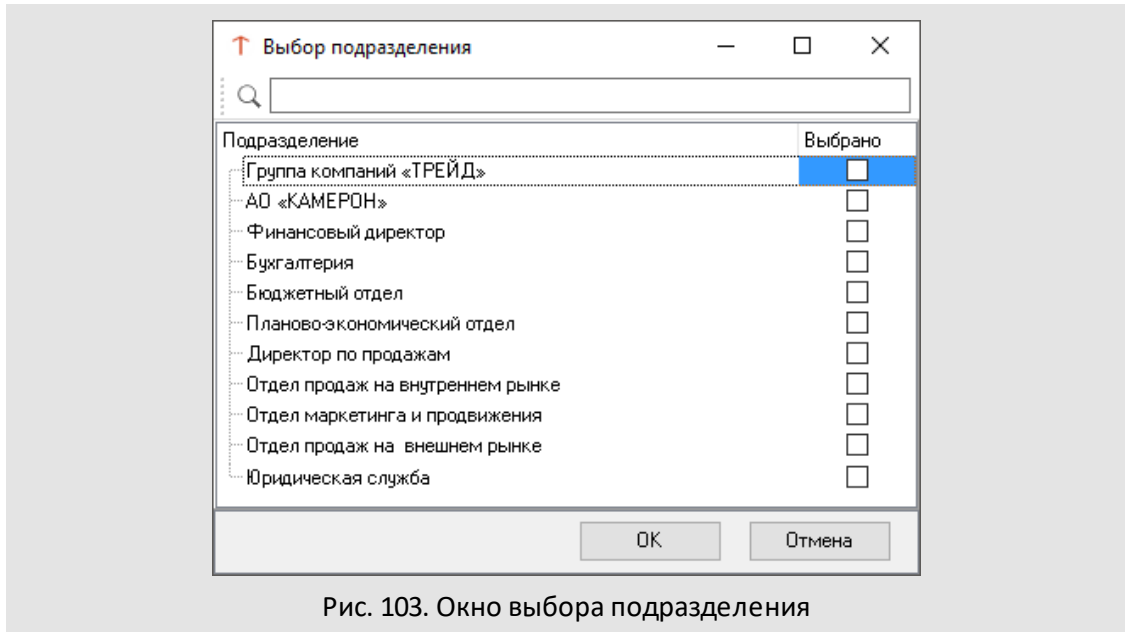 Выбор подразделения
Подразделение Выбрано
Группа компаний «ТРЕЙД»
АО «КАМЕРОН»
Финансовый директор
Бухгалтерия
Бюджетный отдел
Планово-экономический отдел
Директор по продажам
Отдел продаж на внутреннем рынке
Отдел маркетинга и продвижения
Отдел продаж на  внешнем рынке
Юридическая служба
OK Отмена
Рис. 103. Окно выбора подразделения